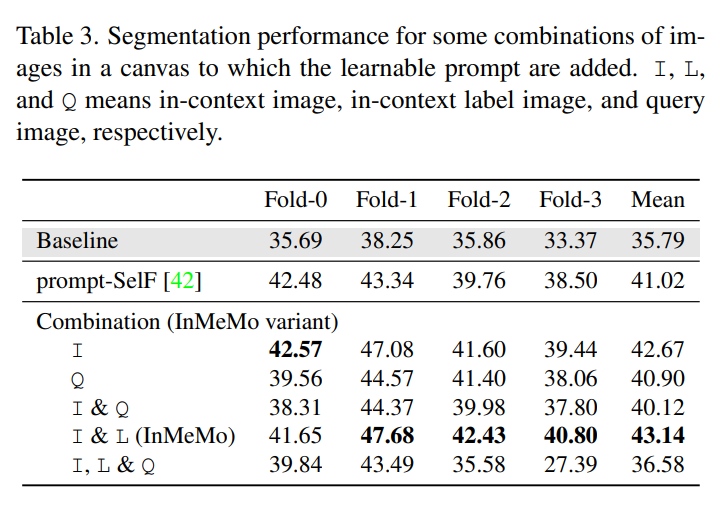 Table 3. Segmentation performance for some combinations of im-
ages in a canvas to which the learnable prompt are added. I, L,
and Q means in-context image, in-context label image, and query
image, respectively.
Fold-0 Fold-1 Fold-2 Fold-3 Mean
Baseline 35.69 38.25 35.86 33.37 35.79
prompt-SelF [42] 42.48 43.34 39.76 38.50 41.02
Combination (InMeMo variant)
I 42.57 47.08 41.60 39.44 42.67
Q 39.56 44.57 41.40 38.06 40.90
I & Q 38.31 44.37 39.98 37.80 40.12
I & L (InMeMo) 41.65 47.68 42.43 40.80 43.14
I, L & Q 39.84 43.49 35.58 27.39 36.58